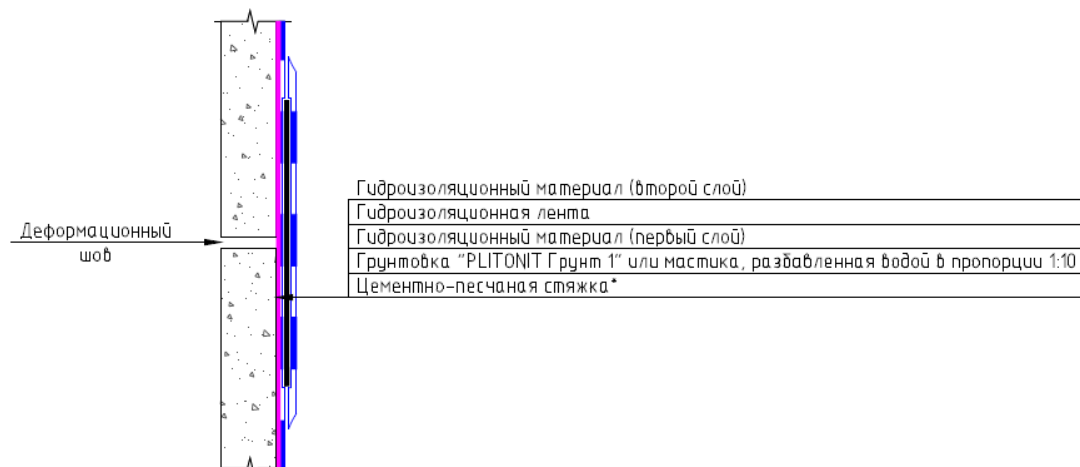 Гидроизоляционный материал (второй слой)
Гидроизоляционная лента
Гидроизоляционный материал (первый слой)
Грунтовка "PLITONIT Грунт 1" или мастика, разбавленная водой в пропорции 1:10
Цементно-песчаная стяжка*
Деформационный
шов